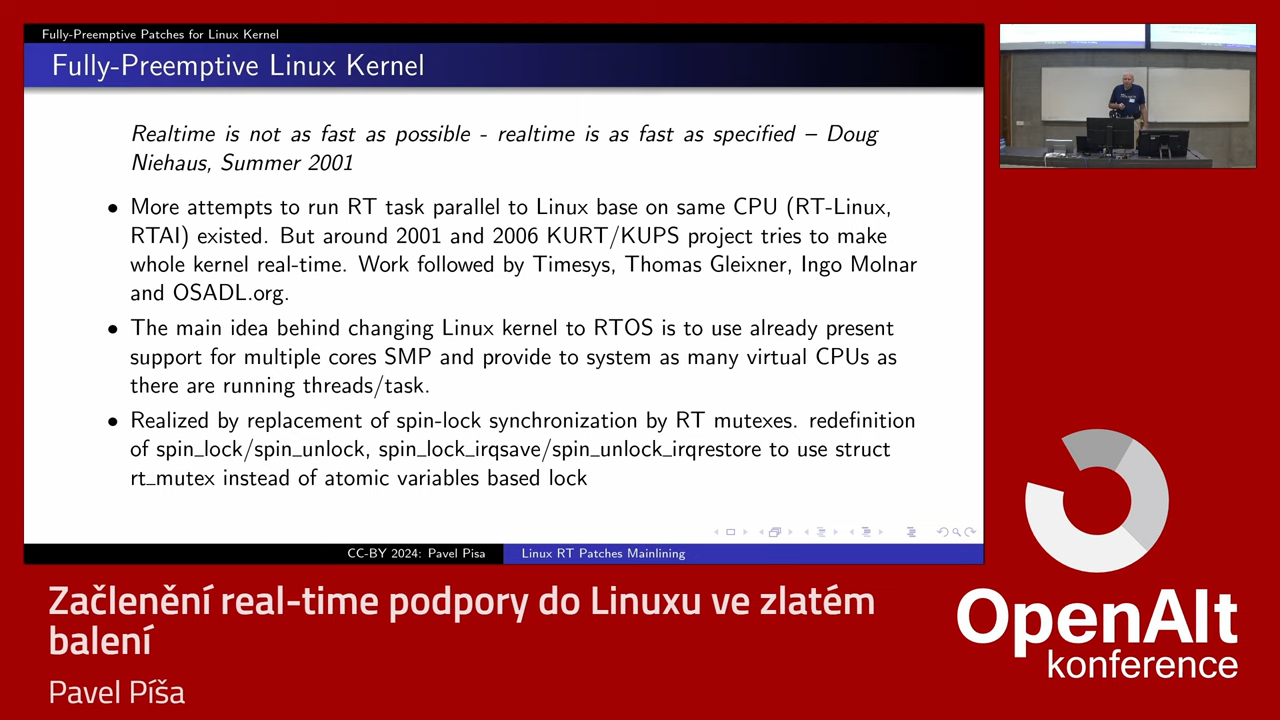 Fully-Preemptive Patches for Linux Kernel
Fully-Preemptive Linux Kernel
Realtime is not as fast as possible - realtime is as fast as specified – Doug
Niehaus, Summer 2001
• More attempts to run RT task parallel to Linux base on same CPU (RT-Linux,
RTAI) existed. But around 2001 and 2006 KURT/KUPS project tries to make
whole kernel real-time. Work followed by Timesys, Thomas Gleixner, Ingo Molnar
and OSADL.org.
• The main idea behind changing Linux kernel to RTOS is to use already present
support for multiple cores SMP and provide to system as many virtual CPUs as
there are running threads/task.
• Realized by replacement of spin-lock synchronization by RT mutexes. redefinition
of spin_lock/spin_unlock, spin_lock_irqsave/spin_unlock_irqrestore to use struct
rt_mutex instead of atomic variables based lock
CC-BY 2024: Pavel Pisa
Linux RT Patches Mainlining
Začlenění real-time podpory do Linuxu ve zlatém
balení
Pavel Píša
OpenAlt
konference